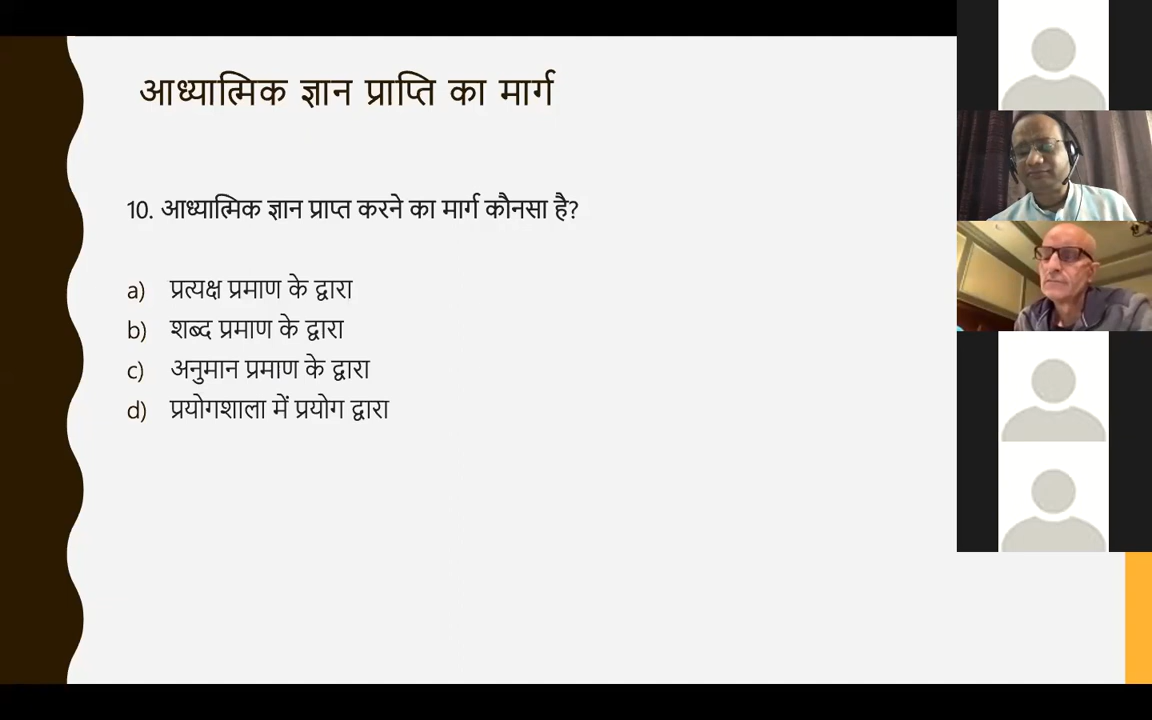 आध्यात्मिक ज्ञान प्राप्ति का मार्ग
10. आध्यात्मिक ज्ञान प्राप्त करने का मार्ग कौनसा है?
a) प्रत्यक्ष प्रमाण के द्वारा
b) शब्द प्रमाण के द्वारा
c) अनुमान प्रमाण के द्वारा
d) प्रयोगशाला में प्रयोग द्वारा